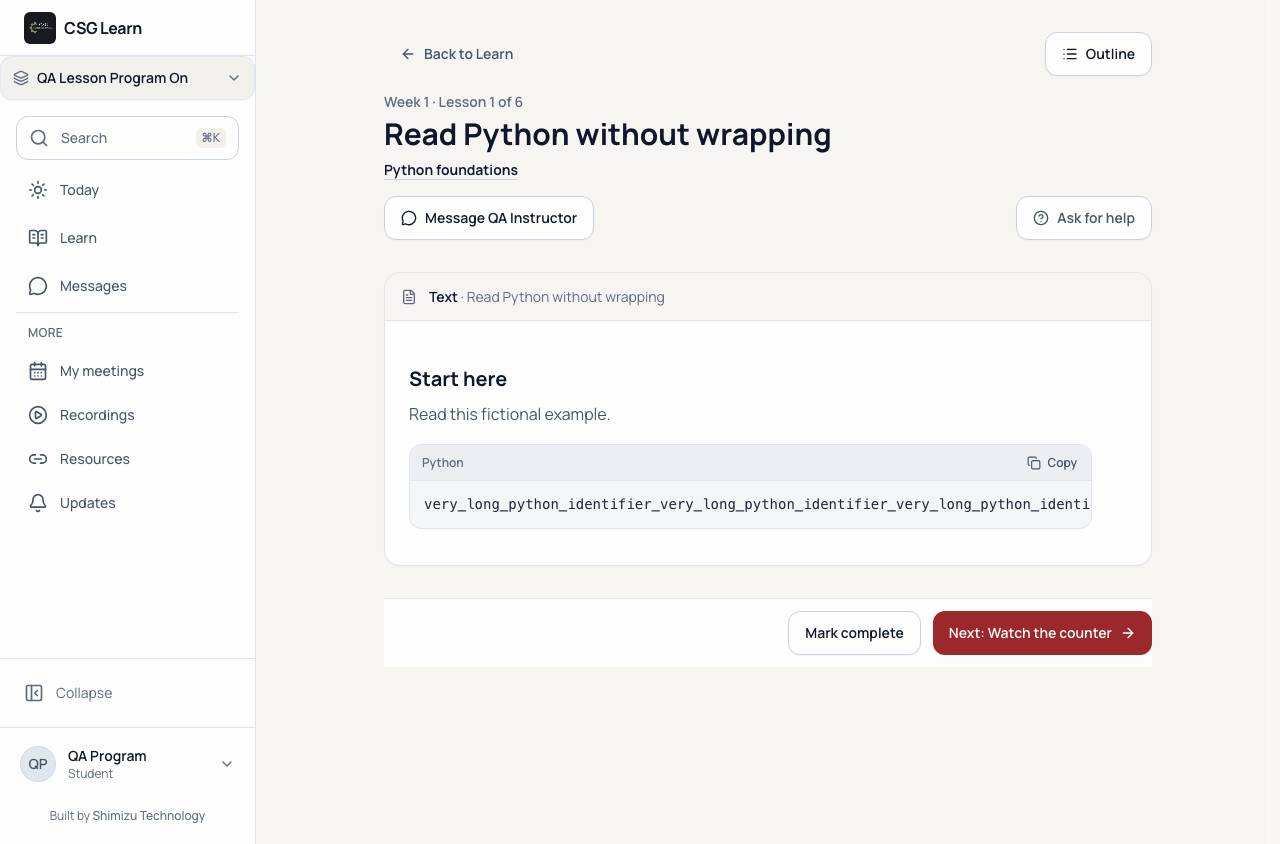 CSG Learn
QA Lesson Program On
Search ⌘K
Today
Learn
Messages
MORE
My meetings
Recordings
Resources
Updates
Collapse
QP
QA Program
Student
Built by Shimizu Technology
Back to Learn
Outline
Week 1 · Lesson 1 of 6
Read Python without wrapping
Python foundations
Message QA Instructor
Ask for help
Text · Read Python without wrapping
Start here
Read this fictional example.
Python
Copy
very_long_python_identifier_very_long_python_identifier_very_long_python_identi
Mark complete
Next: Watch the counter